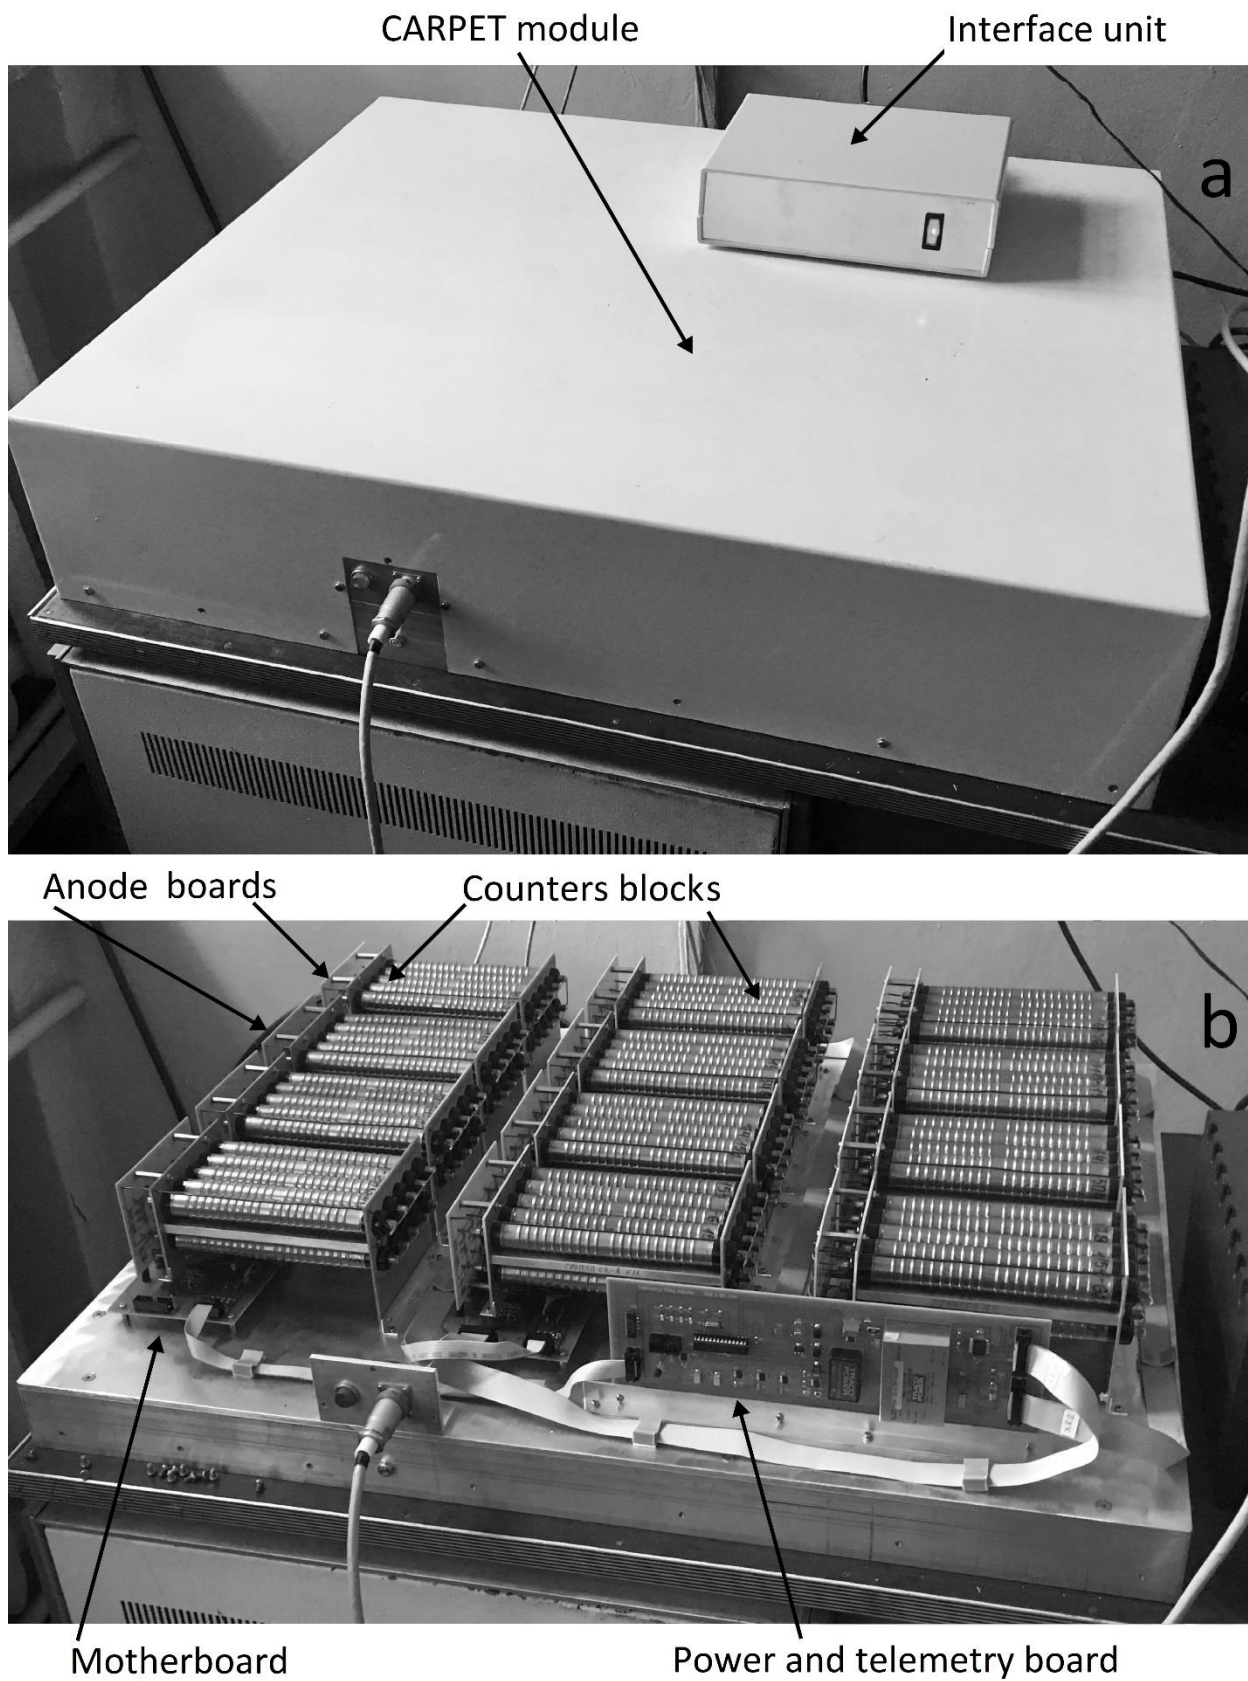 CARPET module
Interface unit
a
Anode boards
Counters blocks
b
Motherboard
Power and telemetry board